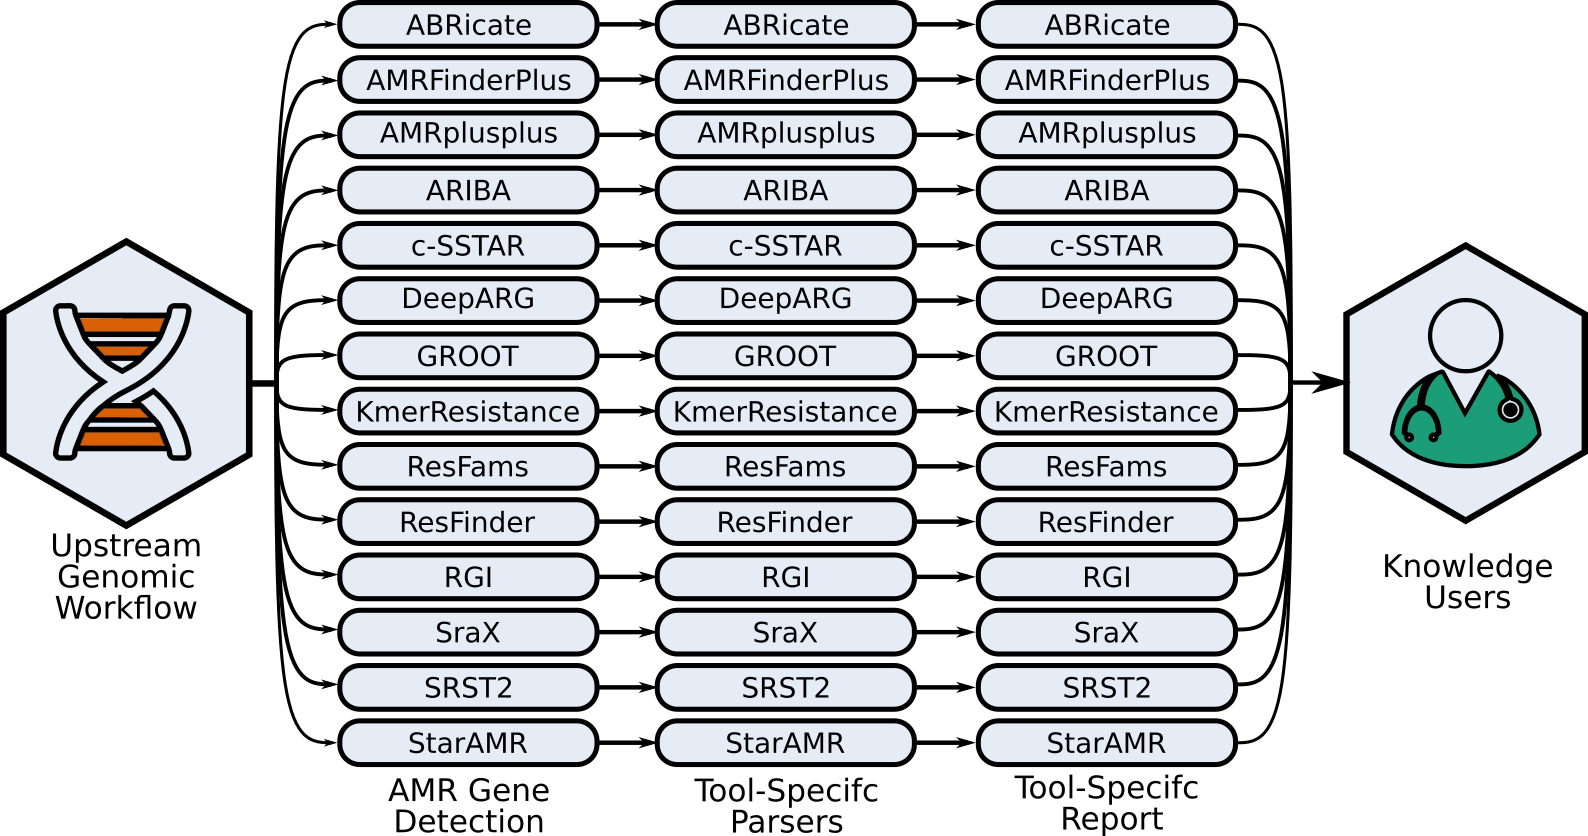 ABRicate ABRicate ABRicate
AMRFinderPlus AMRFinderPlus AMRFinderPlus
AMRplusplus AMRplusplus AMRplusplus
ARIBA ARIBA ARIBA
c-SSTAR c-SSTAR c-SSTAR
DeepARG DeepARG DeepARG
GROOT GROOT GROOT
KmerResistance KmerResistance KmerResistance
ResFams ResFams ResFams
ResFinder ResFinder ResFinder
RGI RGI RGI
SraX SraX SraX
SRST2 SRST2 SRST2
StarAMR StarAMR StarAMR
Upstream
Genomic
Workflow
AMR Gene
Detection
Tool-Specifc
Parsers
Tool-Specifc
Report
Knowledge
Users